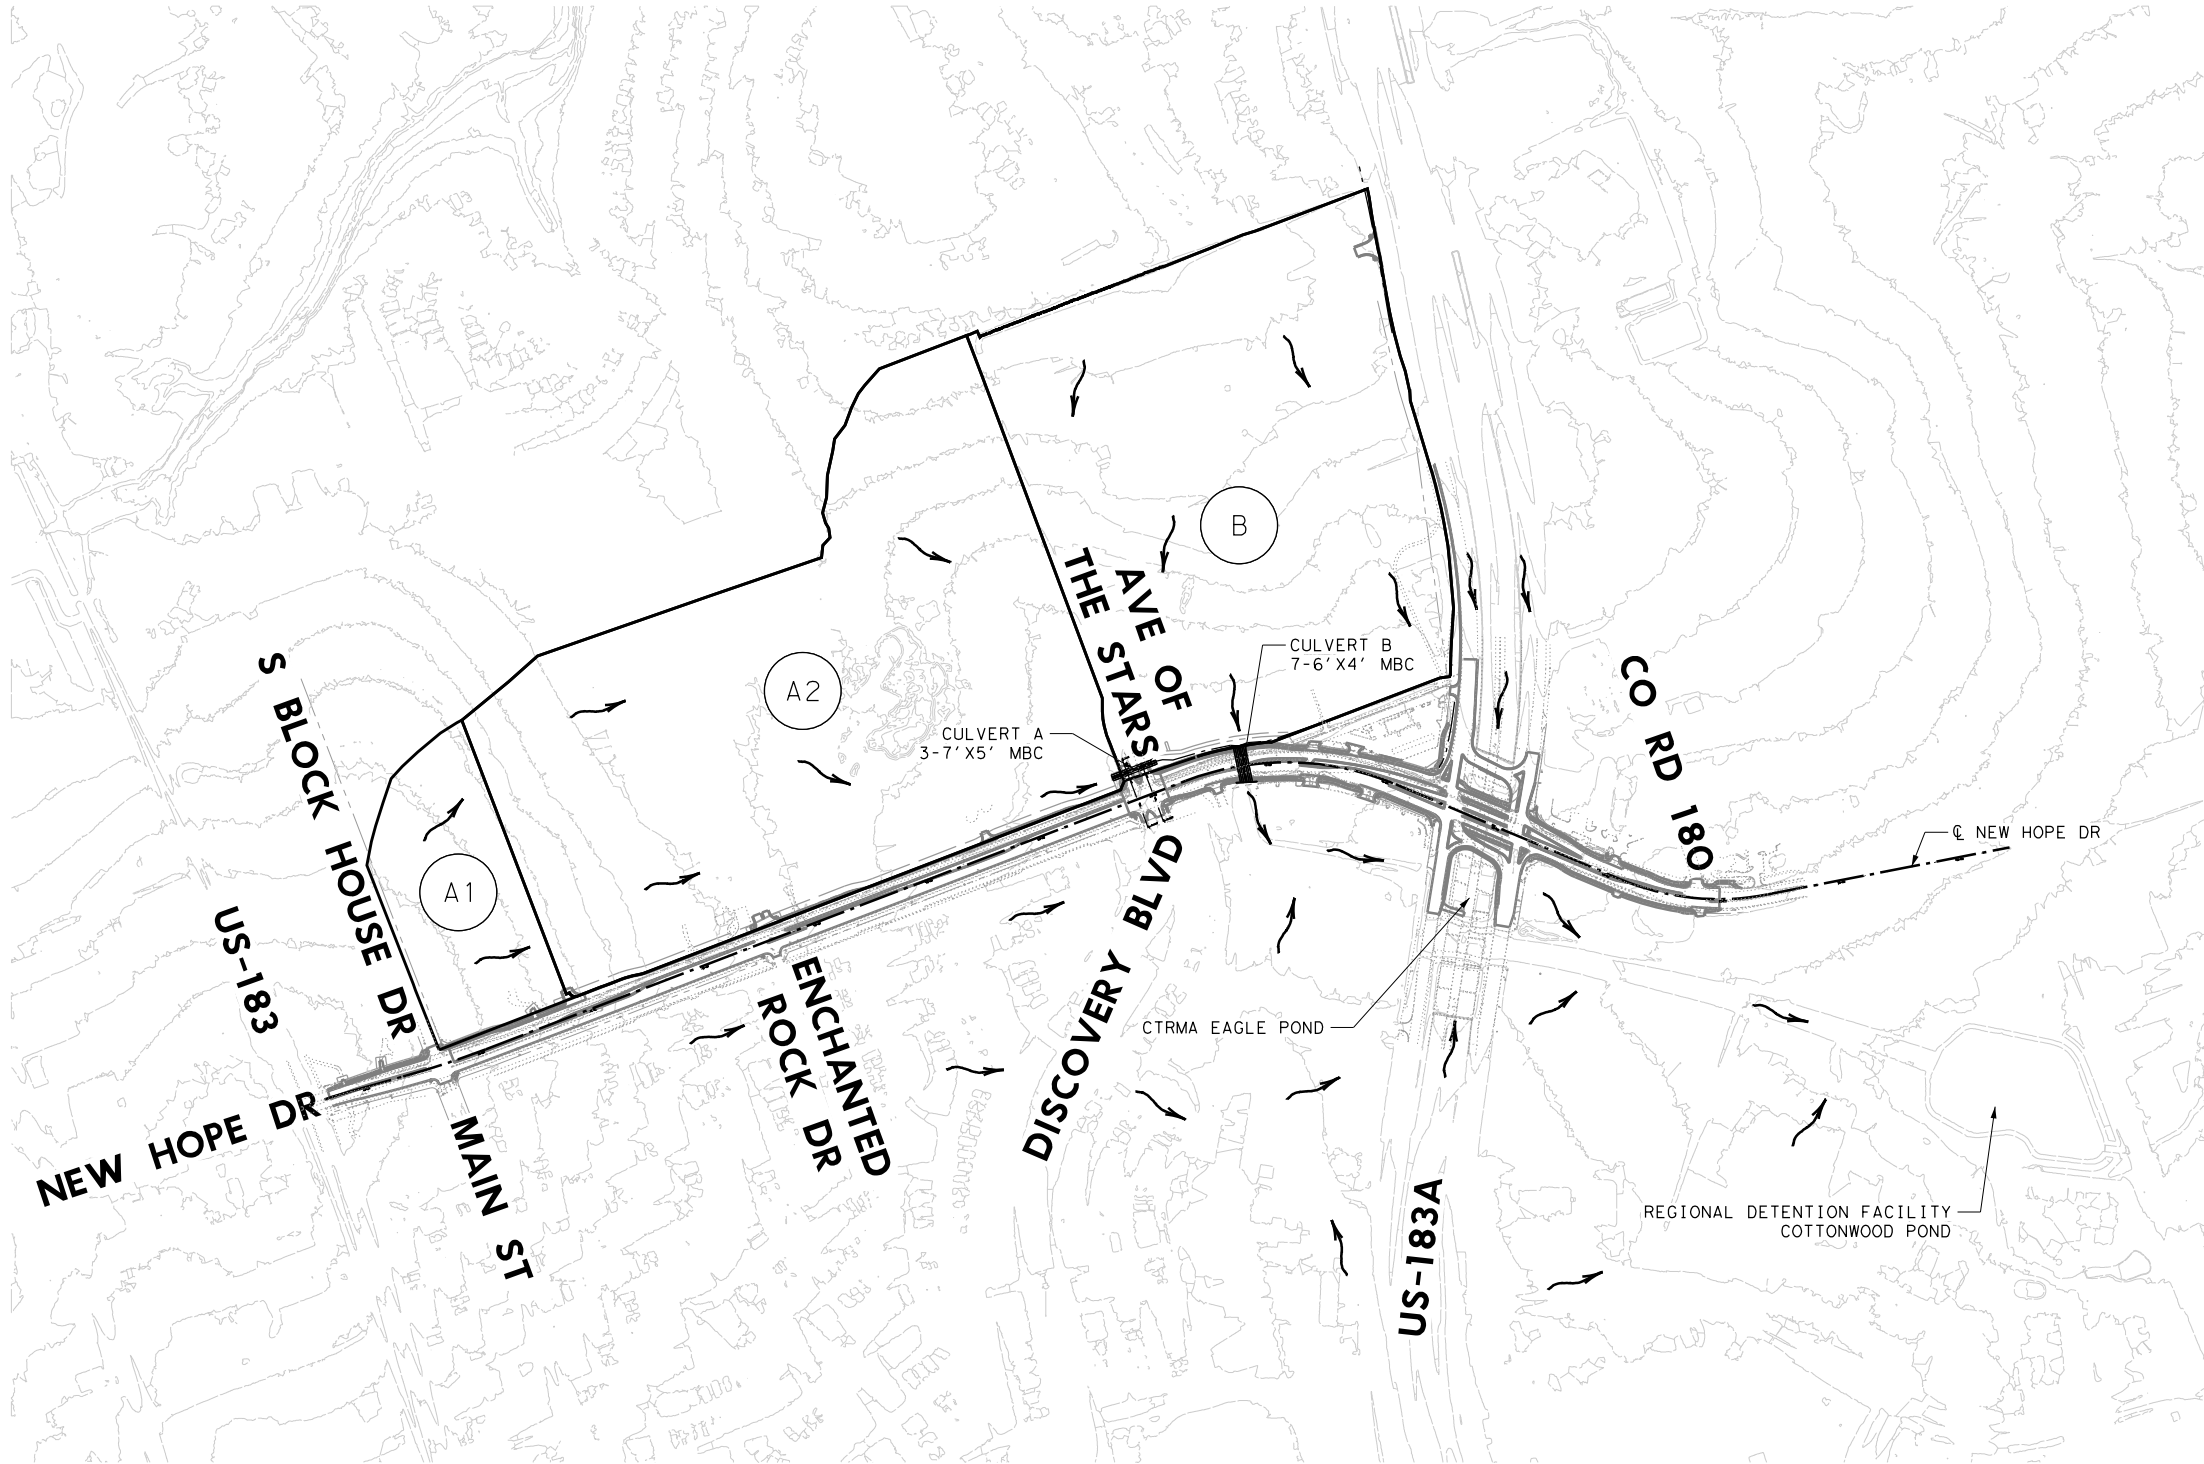 B
AVE OF
THE STARS
CULVERT B
7-6'X4' MBC
A2
CULVERT A
3-7'X5' MBC
S BLOCK HOUSE DR
CO RD 180
℄ NEW HOPE DR
A1
US-183
DISCOVERY BLVD
ENCHANTED
ROCK DR
CTRMA EAGLE POND
NEW HOPE DR
MAIN ST
US-183A
REGIONAL DETENTION FACILITY
COTTONWOOD POND